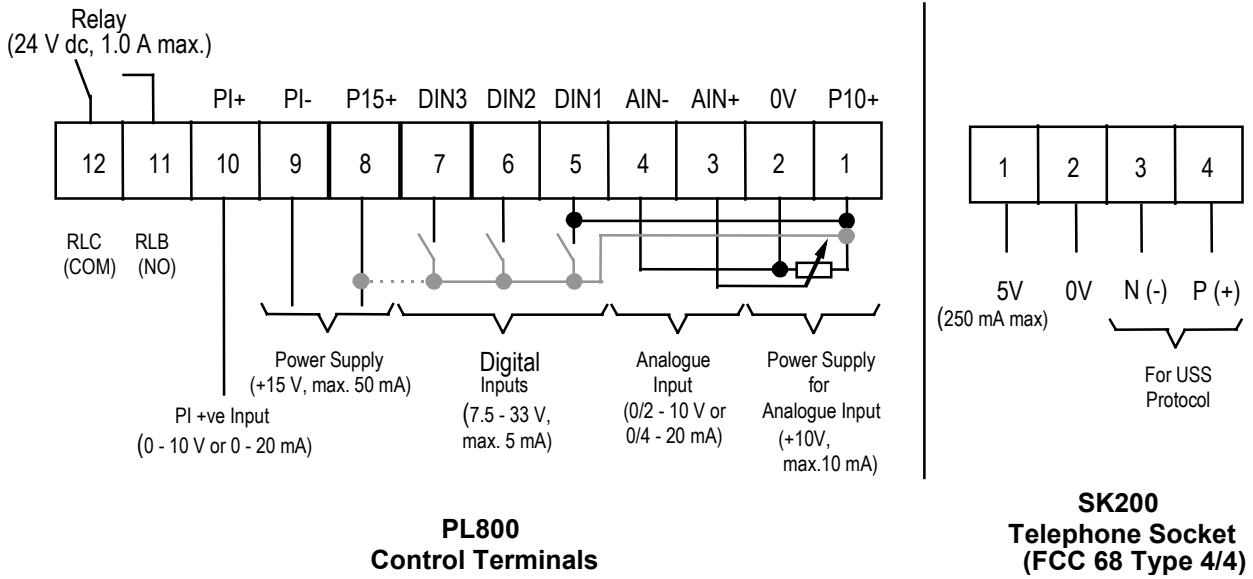 Relay
(24 V dc, 1.0 A max.)
PI+ PI- P15+ DIN3 DIN2 DIN1 AIN- AIN+ 0V P10+
12 11 10 9 8 7 6 5 4 3 2 1
RLC
(COM)
RLB
(NO)
Power Supply
(+15 V, max. 50 mA)
PI +ve Input
(0 - 10 V or 0 - 20 mA)
Digital
Inputs
(7.5 - 33 V,
max. 5 mA)
Analogue
Input
(0/2 - 10 V or
0/4 - 20 mA)
Power Supply
for
Analogue Input
(+10V,
max.10 mA)
PL800
Control Terminals
1 2 3 4
5V
(250 mA max)
0V
N (-)
P (+)
For USS
Protocol
SK200
Telephone Socket
(FCC 68 Type 4/4)